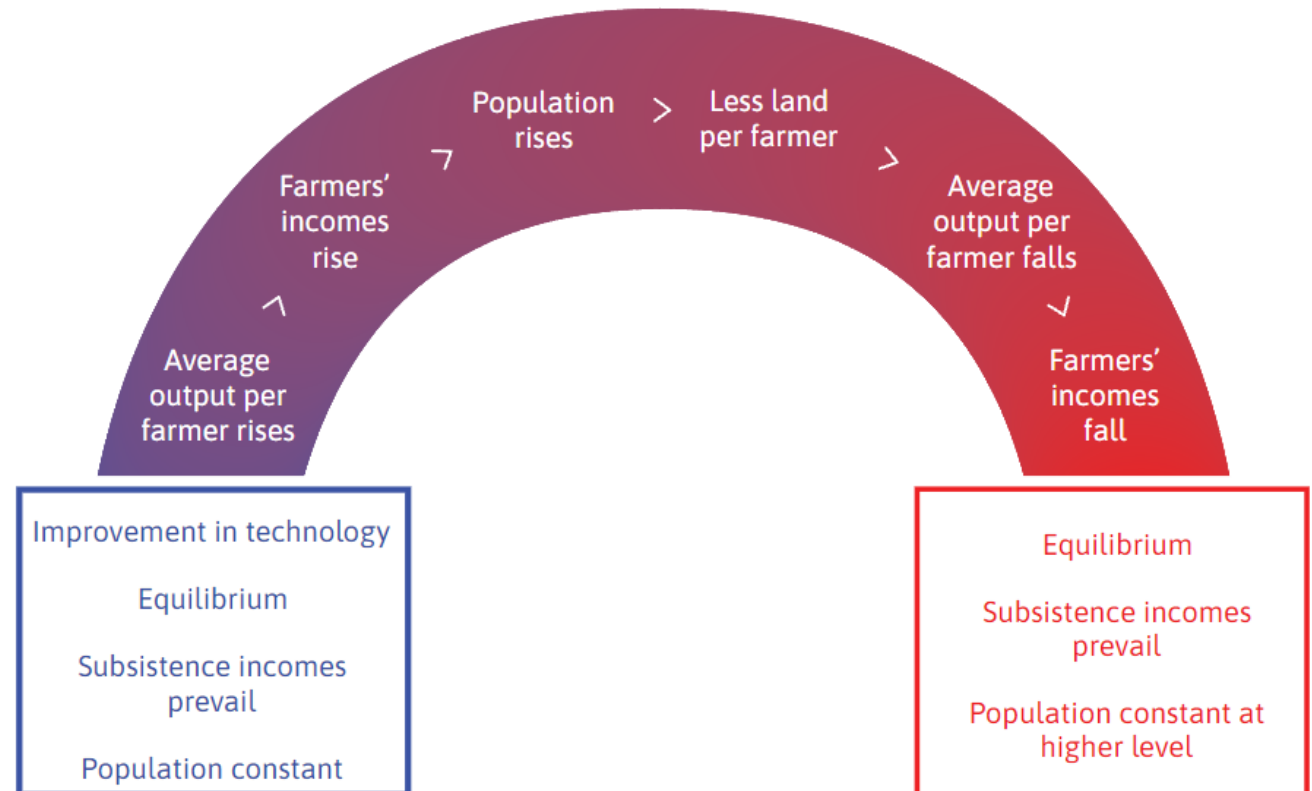 Average
output per
farmer rises
>
Farmers’
incomes
rise
>
Population
rises
>
Less land
per farmer
>
Average
output per
farmer falls
>
Farmers’
incomes
fall
Improvement in technology
Equilibrium
Subsistence incomes
prevail
Population constant
Equilibrium
Subsistence incomes
prevail
Population constant at
higher level